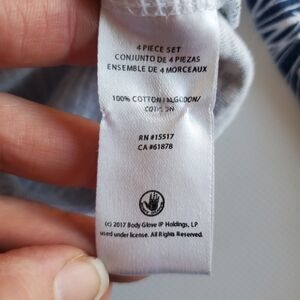 4 PIECE SET
CONJUNTO DE 4 PIEZAS
ENSEMBLE DE 4 MORCEAUX
100% COTTON / ALGODON/
COTON
RN #15517
CA #61878
(c) 2017 Body Glove IP Holdings, LP
used under license. All Rights Reserved.